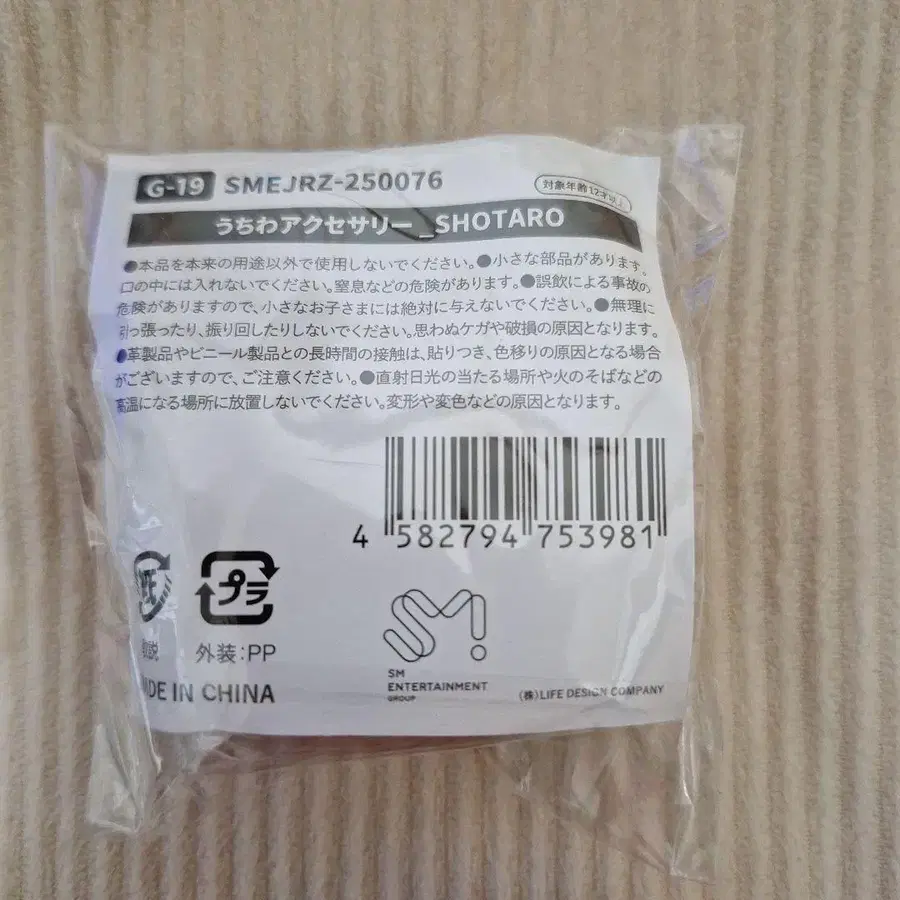 G-19 SMEJRZ-250076
対象年齢12才以上
うちわアクセサリー_SHOTARO
●本品を本来の用途以外で使用しないでください。●小さな部品があります。
口の中には入れないでください。窒息などの危険があります。●誤飲による事故の
危険がありますので、小さなお子さまには絶対に与えないでください。●無理に
引っ張ったり、振り回したりしないでください。思わぬケガや破損の原因となります。
●革製品やビニール製品との長時間の接触は、貼りつき、色移りの原因となる場合
がございますので、ご注意ください。●直射日光の当たる場所や火のそばなどの
高温になる場所に放置しないでください。変形や変色などの原因となります。
4 582794 753981
プラ
説
外装:PP
DE IN CHINA
SM
SM
ENTERTAINMENT
GROUP
(株)LIFE DESIGN COMPANY